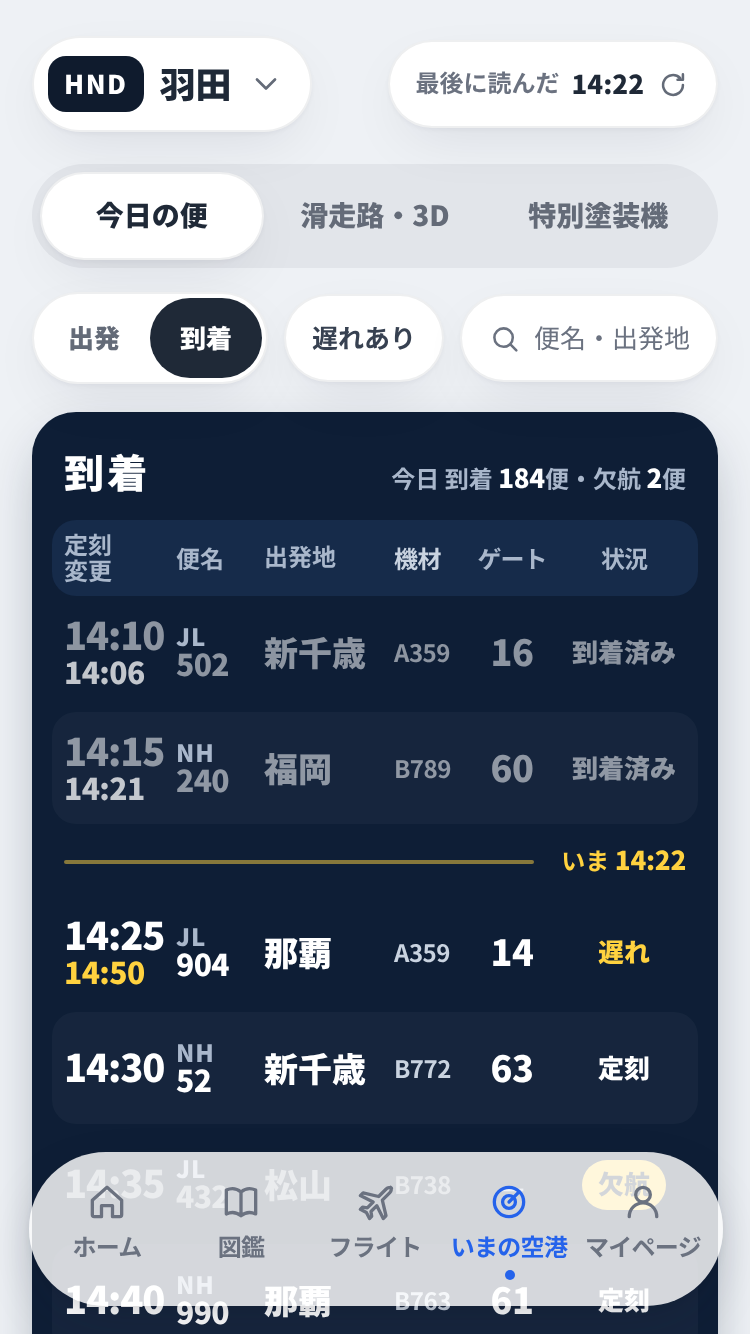 HND 羽田
最後に読んだ 14:22
今日の便 滑走路・3D 特別塗装機
出発 到着 遅れあり 便名・出発地
到着
今日 到着 184便・欠航 2便
定刻 変更 便名 出発地 機材 ゲート 状況
14:10 14:06 JL 502 新千歳 A359 16 到着済み
14:15 14:21 NH 240 福岡 B789 60 到着済み
いま 14:22
14:25 14:50 JL 904 那覇 A359 14 遅れ
14:30 NH 52 新千歳 B772 63 定刻
14:35 JL 432 松山 B738 欠航
ホーム 図鑑 フライト いまの空港 マイページ
14:40 NH 990 那覇 B763 61 定刻